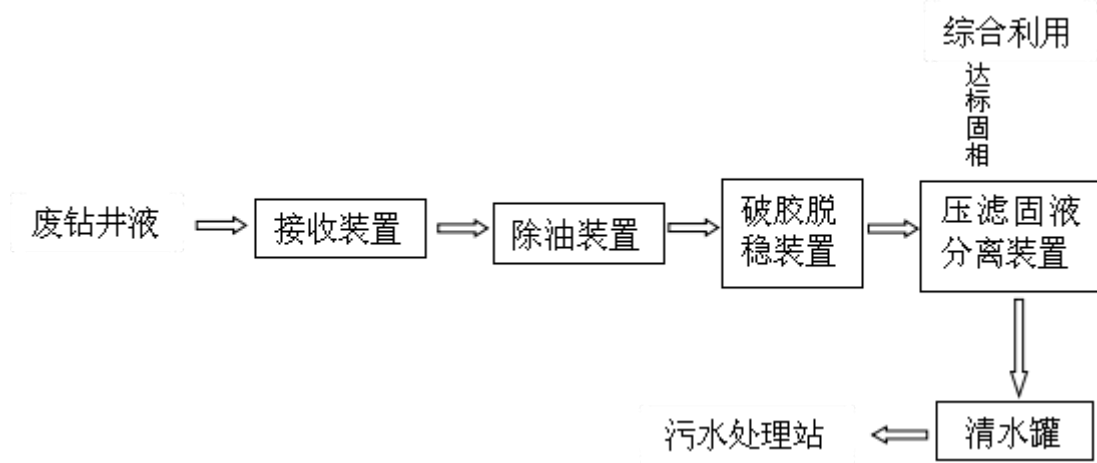 综合利用
达标固相
废钻井液
接收装置
除油装置
破胶脱
稳装置
压滤固液
分离装置
污水处理站
清水罐